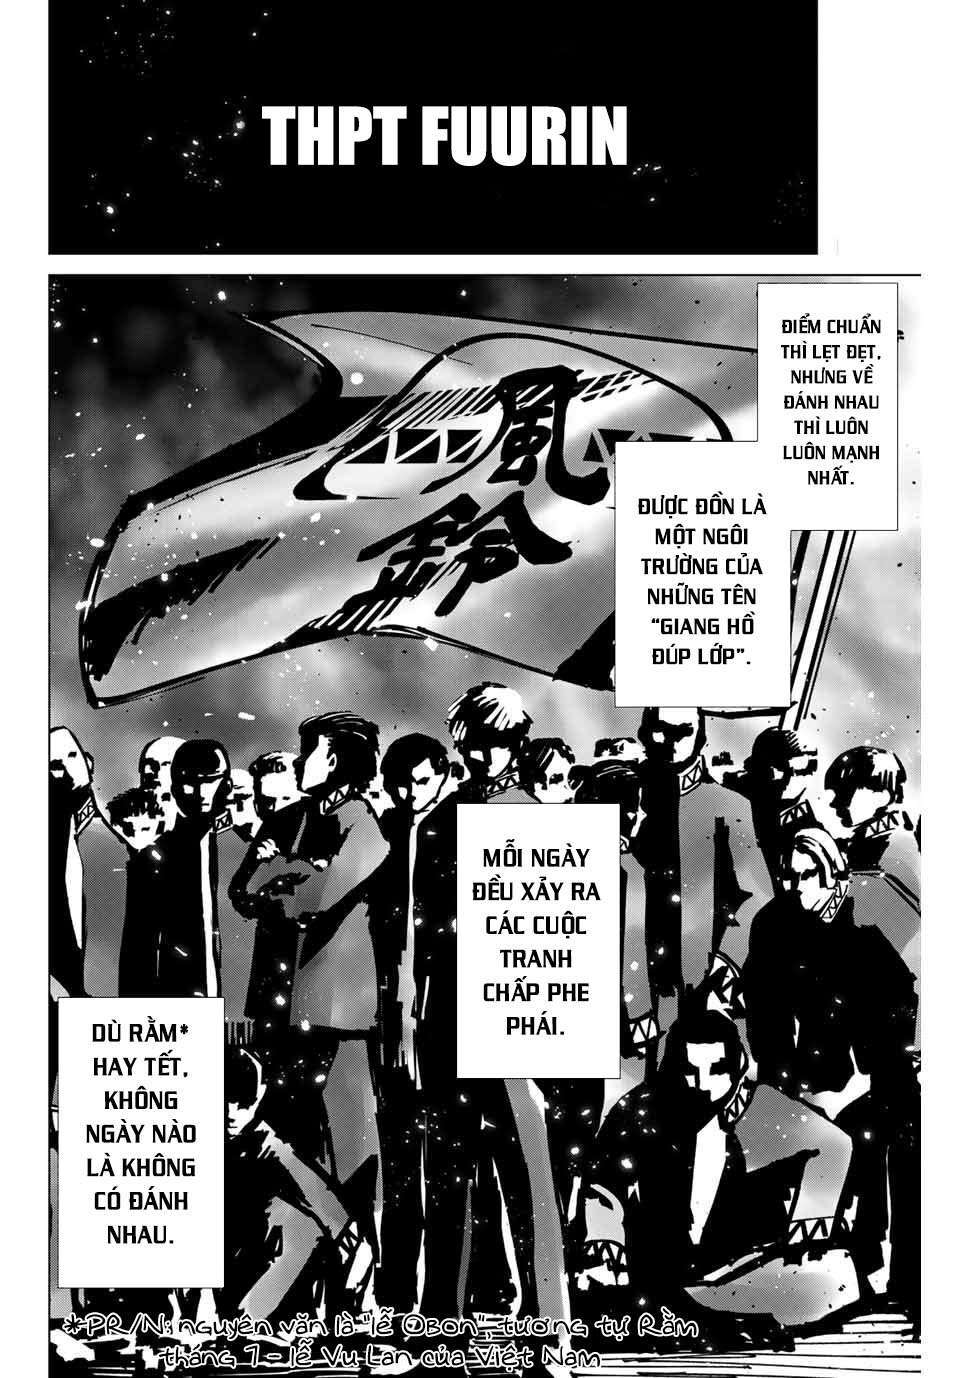 THPT FUURIN
ĐIỂM CHUẨN
THÌ LẸT ĐẸT,
NHƯNG VỀ
ĐÁNH NHAU
THÌ LUÔN
LUÔN MẠNH
NHẤT.
風
鈴
ĐƯỢC ĐỒN LÀ
MỘT NGÔI
TRƯỜNG CỦA
NHỮNG TÊN
“GIANG HỒ
ĐÚP LỚP”.
MỖI NGÀY
ĐỀU XẢY RA
CÁC CUỘC
TRANH
CHẤP PHE
PHÁI.
DÙ RẰM*
HAY TẾT,
KHÔNG
NGÀY NÀO
LÀ KHÔNG
CÓ ĐÁNH
NHAU.
*PR/N: nguyên văn là "lễ Obon", tương tự Rằm
tháng 7 - lễ Vu Lan của Việt Nam